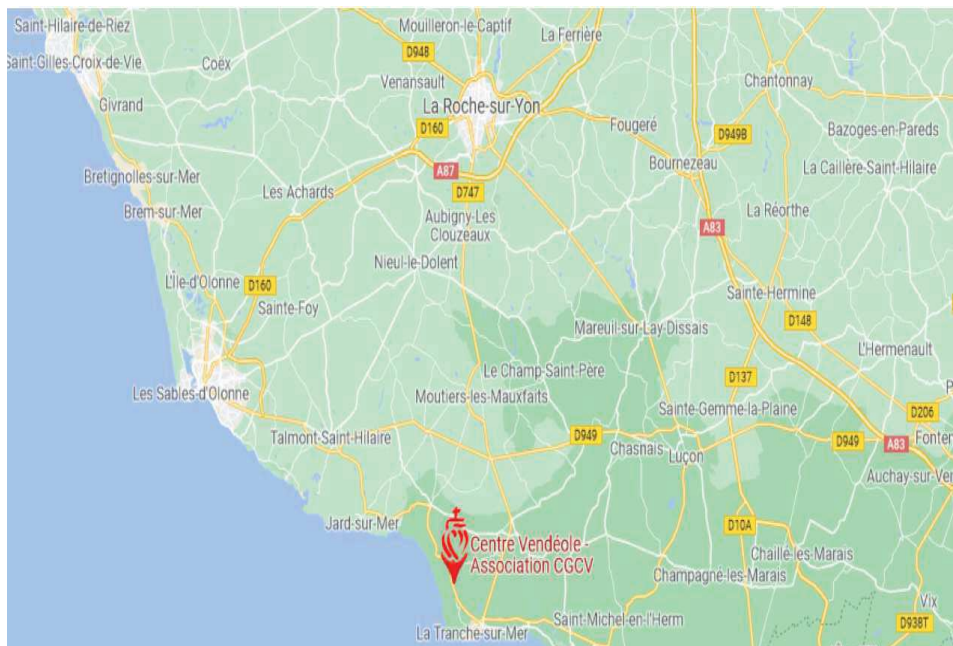 Mouilleron-le-Captif
Saint-Hilaire-de-Riez
La Ferrière
D948
Saint-Gilles-Croix-de-Vie
Coëx
Venansault
Chantonnay
Givrand
La Roche-sur-Yon
D160
Fougeré
D949B
Bazoges-en-Pareds
Bournezeau
La Caillère-Saint-Hilaire
A87
Bretignolles-sur-Mer
Les Achards
D747
Brem-sur-Mer
Aubigny-Les
Clouzeaux
La Réorthe
A83
Nieul-le-Dolent
L'Île-d'Olonne
D160
Sainte-Foy
Sainte-Hermine
Mareuil-sur-Lay-Dissais
D148
L'Hermenault
Le Champ-Saint-Père
D137
Les Sables-d'Olonne
Moutiers-les-Mauxfaits
Sainte-Gemme-la-Plaine
D206
Talmont-Saint-Hilaire
D949
Chasnais
Luçon
D949
A83
Fonten
Auchay-sur-Ven
Jard-sur-Mer
D10A
Centre Vendéole -
Association CGCV
Chaillé-les-Marais
Champagné-les-Marais
Vix
Saint-Michel-en-l'Herm
D938T
La Tranche-sur-Mer